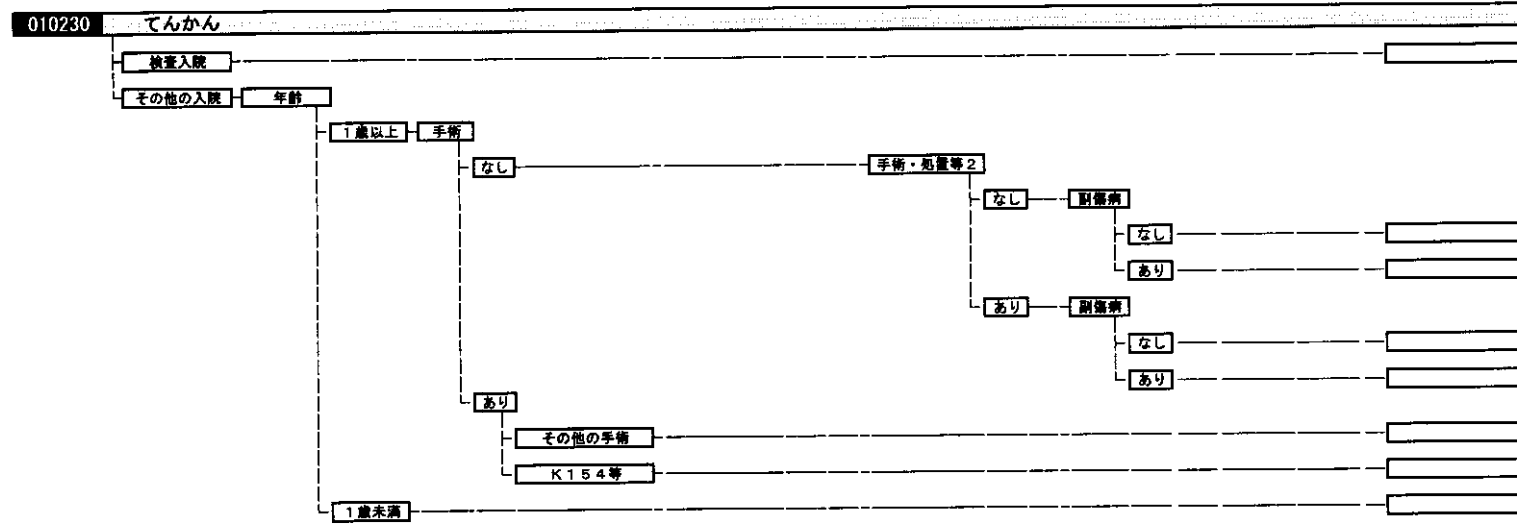 010230 てんかん
検査入院
その他の入院 年齢
1歳以上 手術
なし 手術・処置等2
なし 副傷病
なし
あり
あり 副傷病
なし
あり
あり
その他の手術
K154等
1歳未満